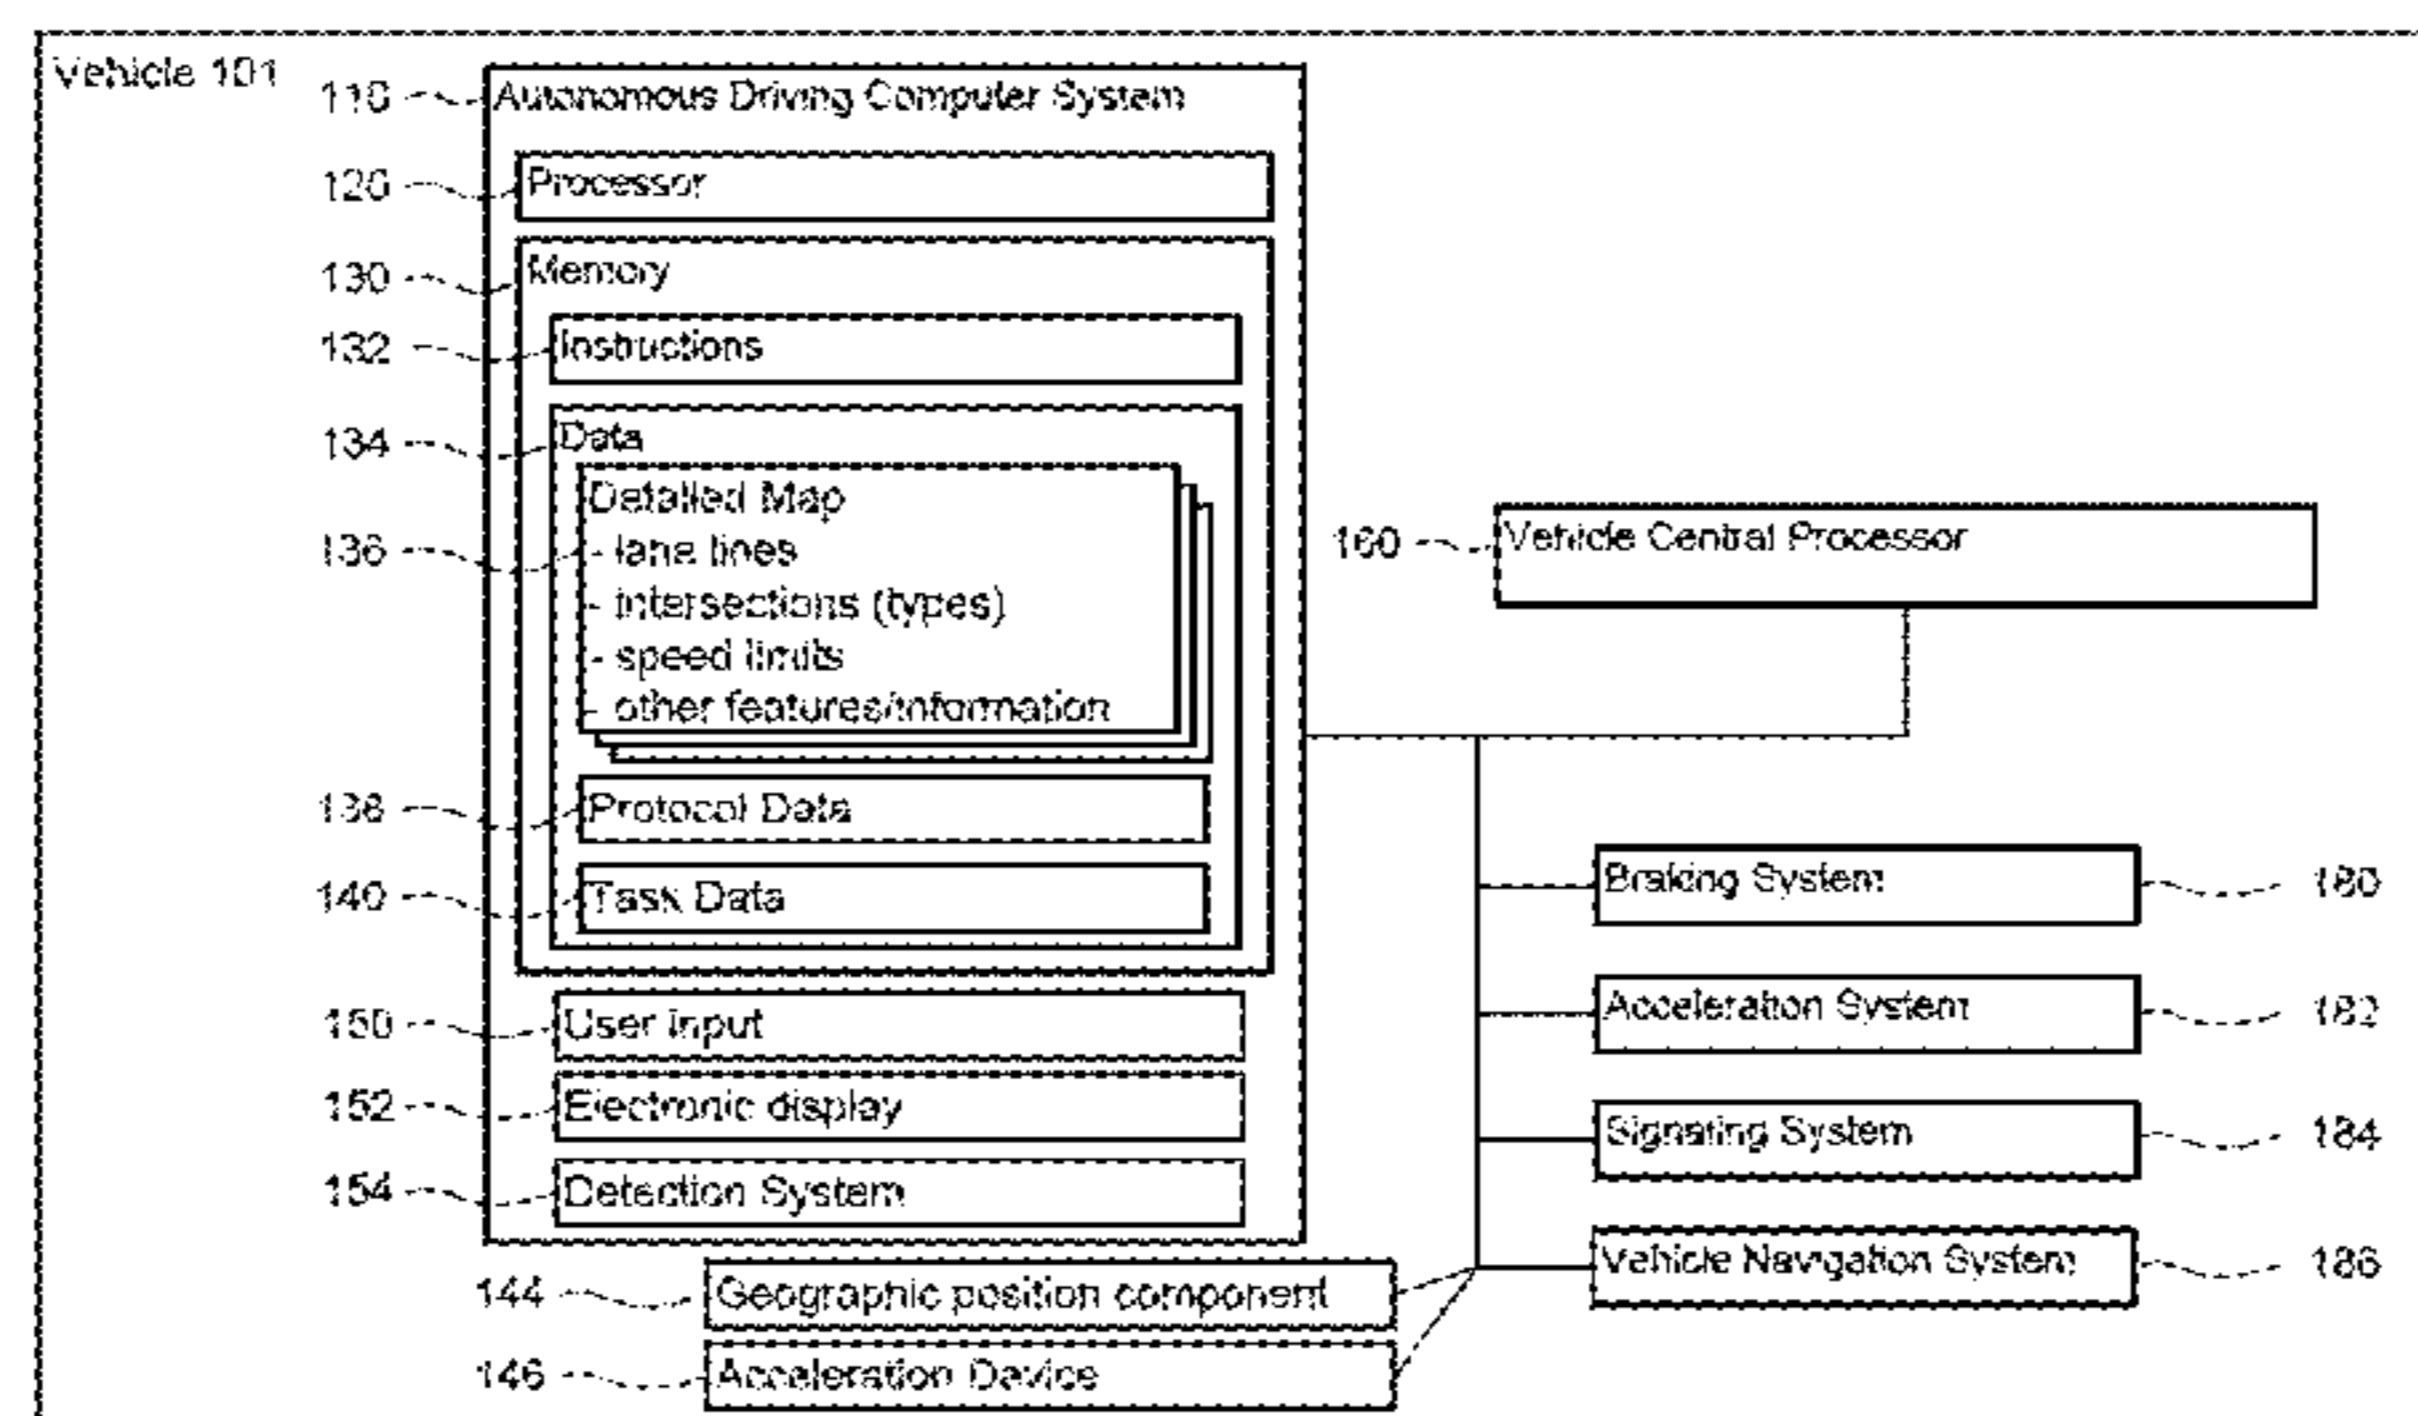 Vehicle 101
110 Autonomous Driving Computer System
120 Processor
130 Memory
132 Instructions
134 Data
Detailed Map
136 - lane lines
- intersections (types)
- speed limits
- other features/information
138 Protocol Data
140 Task Data
150 User Input
152 Electronic display
154 Detection System
144 Geographic position component
146 Acceleration Device
160 Vehicle Central Processor
Braking System 180
Acceleration System 182
Signaling System 184
Vehicle Navigation System 186